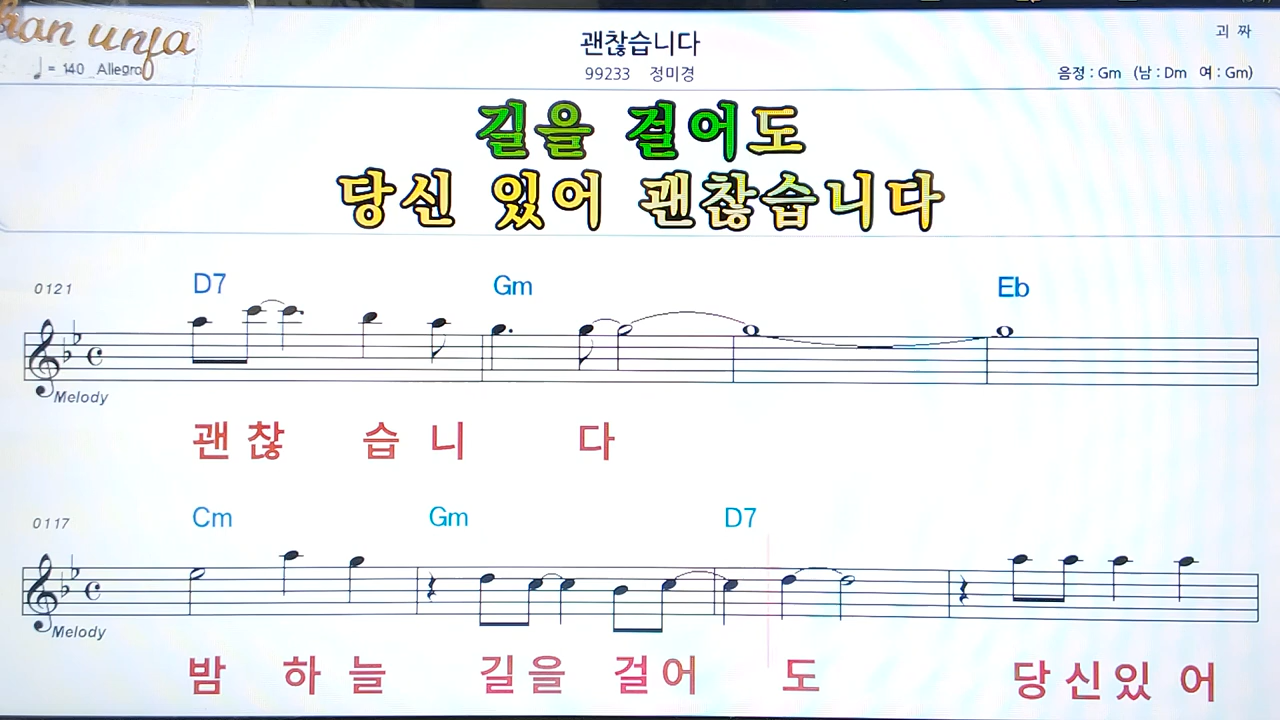 ian unja
♩= 140 Allegro
괜찮습니다
99233 정미경
괴 짜
음정 : Gm (남 : Dm 여 : Gm)
길을 걸어도
당신 있어 괜찮습니다
0121
D7 Gm Eb
Melody
괜 찮 습 니 다
0117
Cm Gm D7
Melody
밤 하 늘 길 을 걸 어 도 당 신 있 어